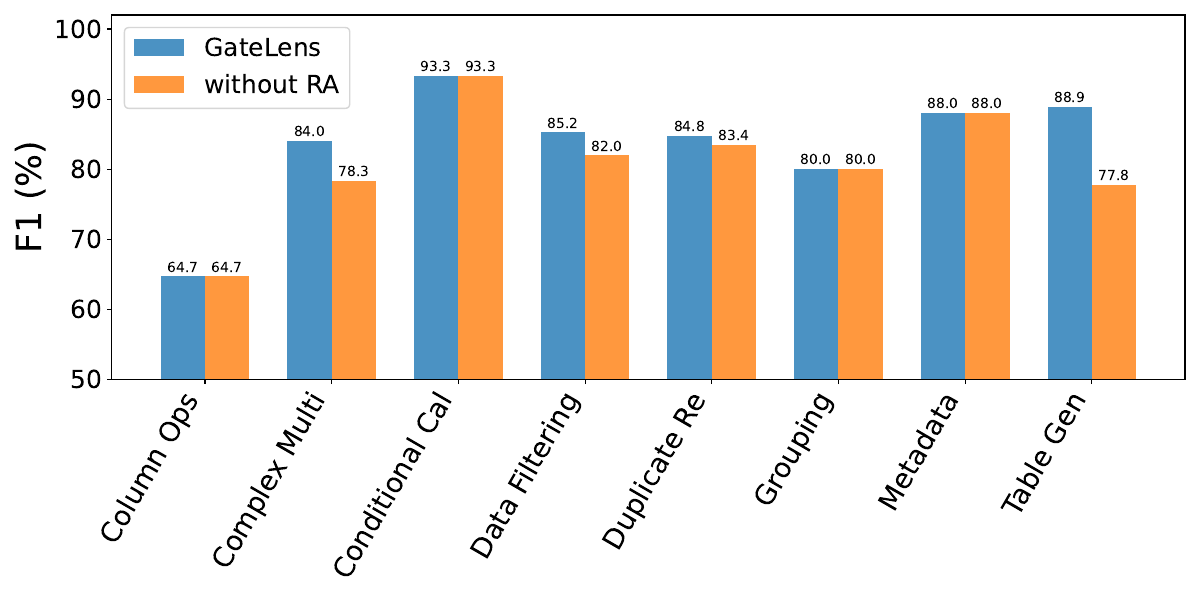 100
90
80
70
60
50
F1 (%)
GateLens
without RA
64.7 64.7
84.0 78.3
93.3 93.3
85.2 82.0
84.8 83.4
80.0 80.0
88.0 88.0
88.9 77.8
Column Ops
Complex Multi
Conditional Cal
Data Filtering
Duplicate Re
Grouping
Metadata
Table Gen